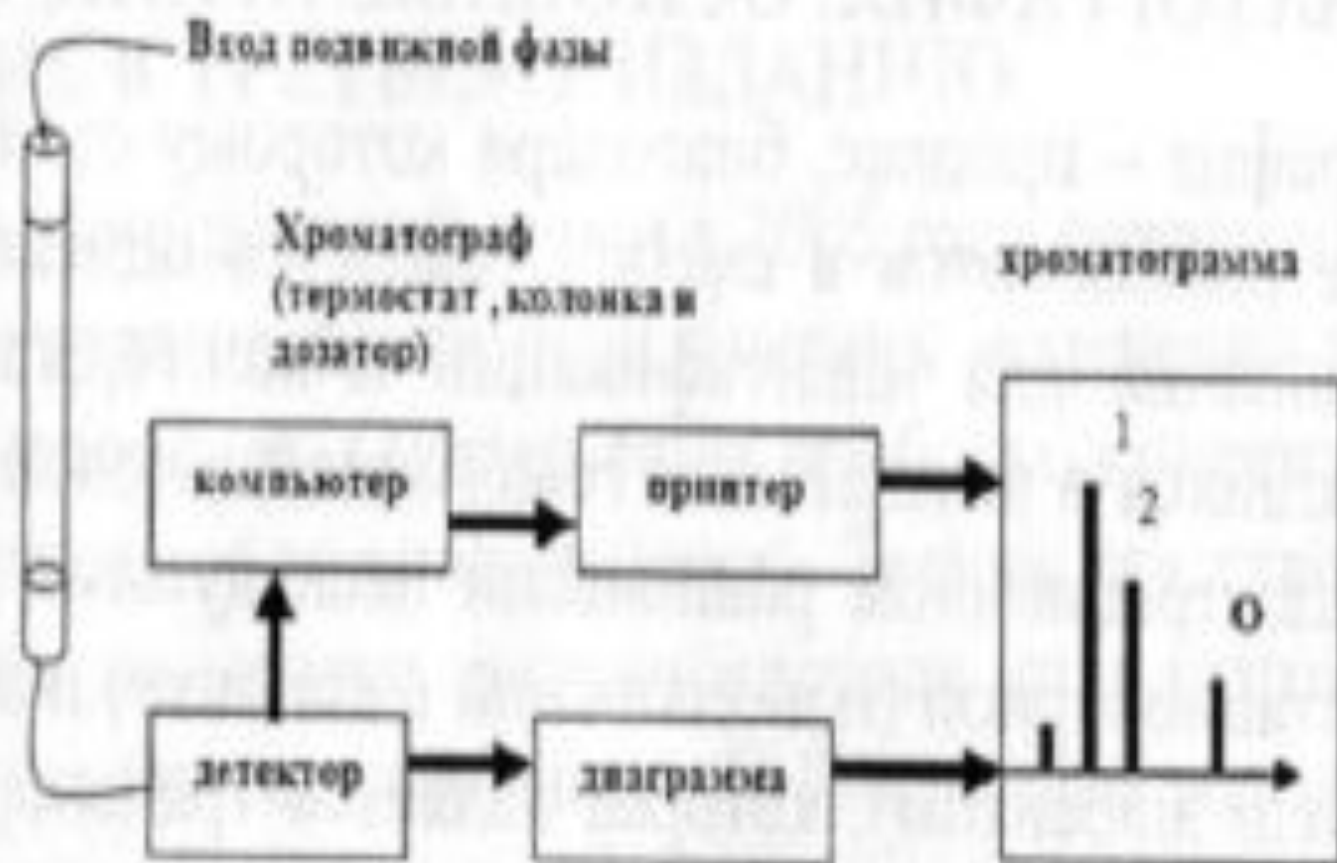 Вход подвижной фазы
Хроматограф
(термостат , колонка и
дозатор)
хроматограмма
компьютер
принтер
1
2
О
детектор
диаграмма